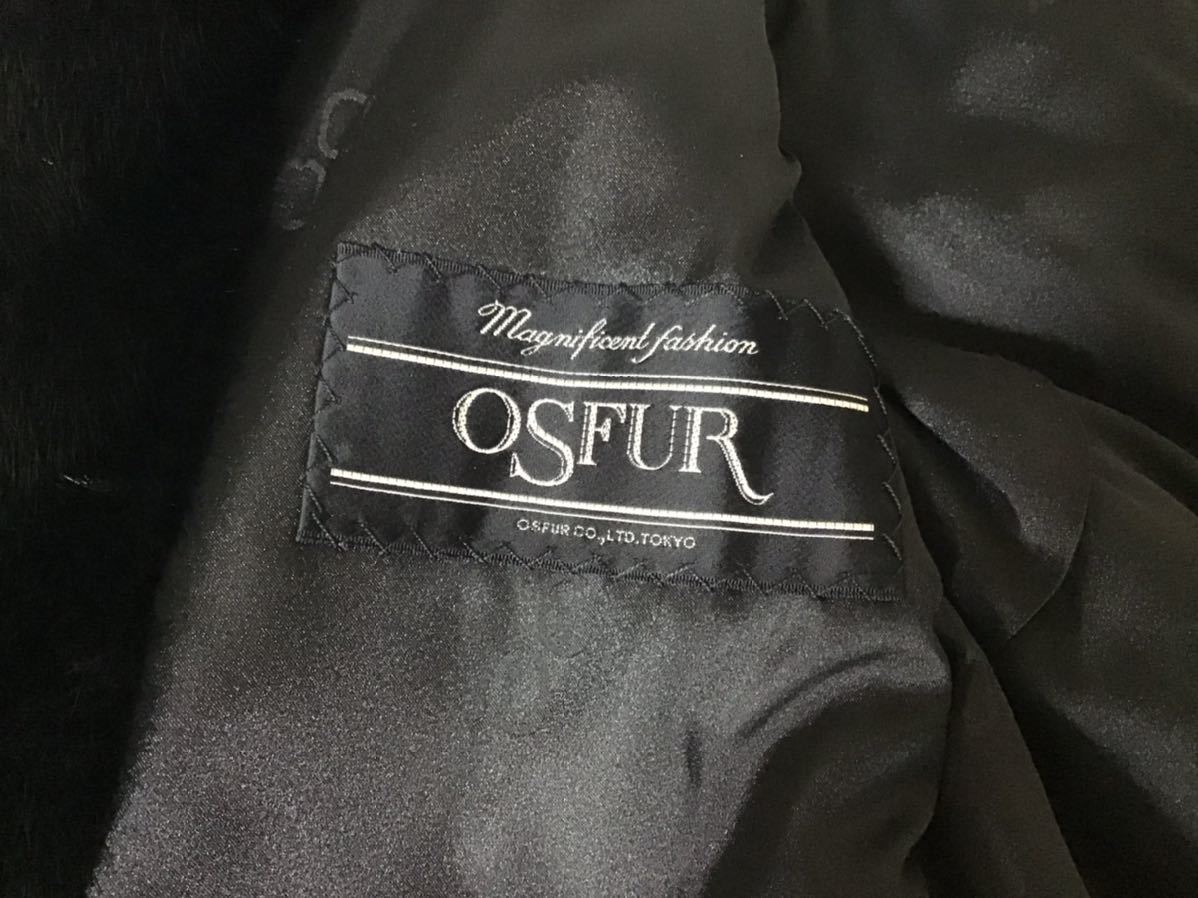 Magnificent fashion
OSFUR
OSFUR CO.,LTD.TOKYO